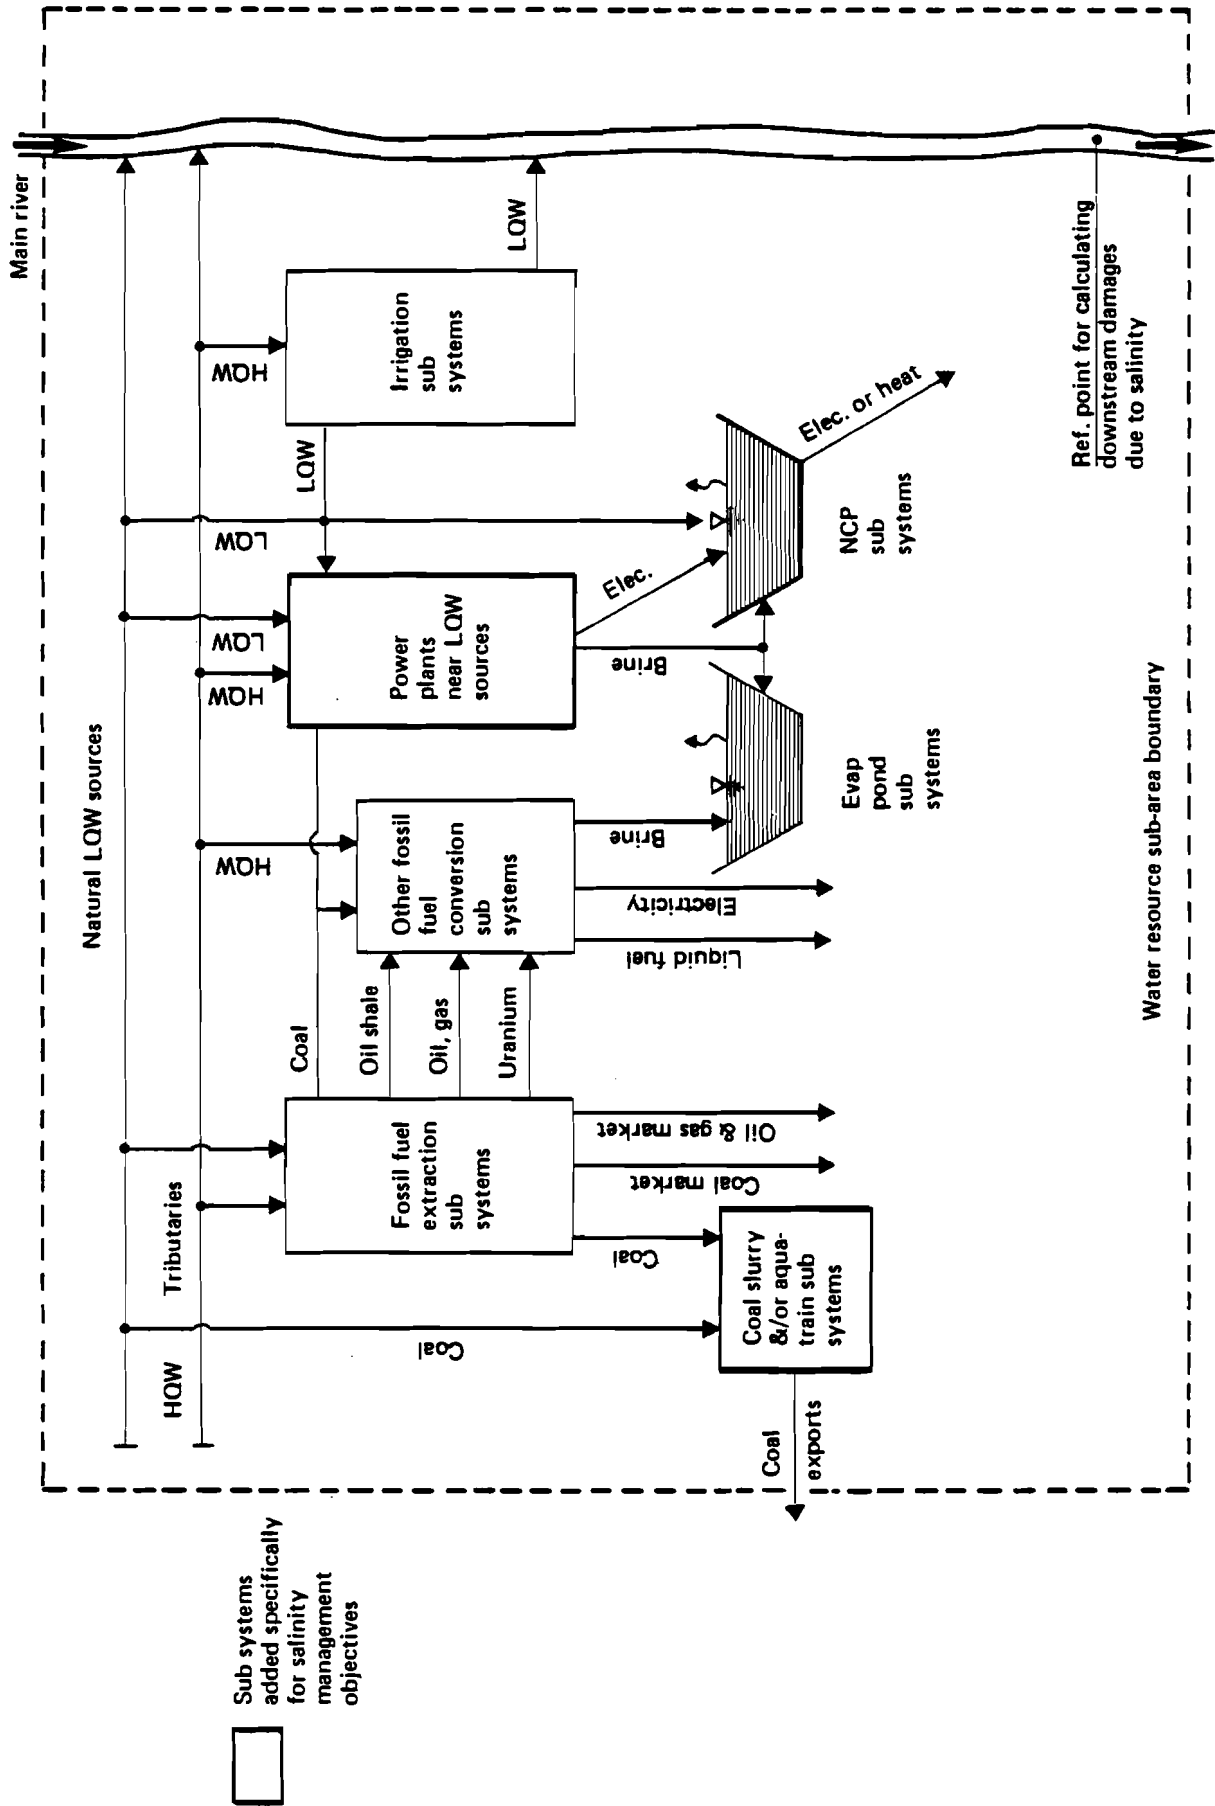 Main river
Natural LQW sources
HQW
Tributaries
LQW
HQW
LQW
HQW
LQW
HQW
LQW
Irrigation
sub
systems
Power
plants
near LQW
sources
Coal
Other fossil
fuel
conversion
sub
systems
Oil shale
Oil, gas
Uranium
Fossil fuel
extraction
sub
systems
Coal
Coal
Coal market
Oil & gas market
Liquid fuel
Electricity
Brine
Brine
Elec.
Elec. or heat
Coal slurry
&/or aqua-
train sub
systems
Coal
exports
Evap
pond
sub
systems
NCP
sub
systems
Ref. point for calculating
downstream damages
due to salinity
Water resource sub-area boundary
Sub systems
added specifically
for salinity
management
objectives